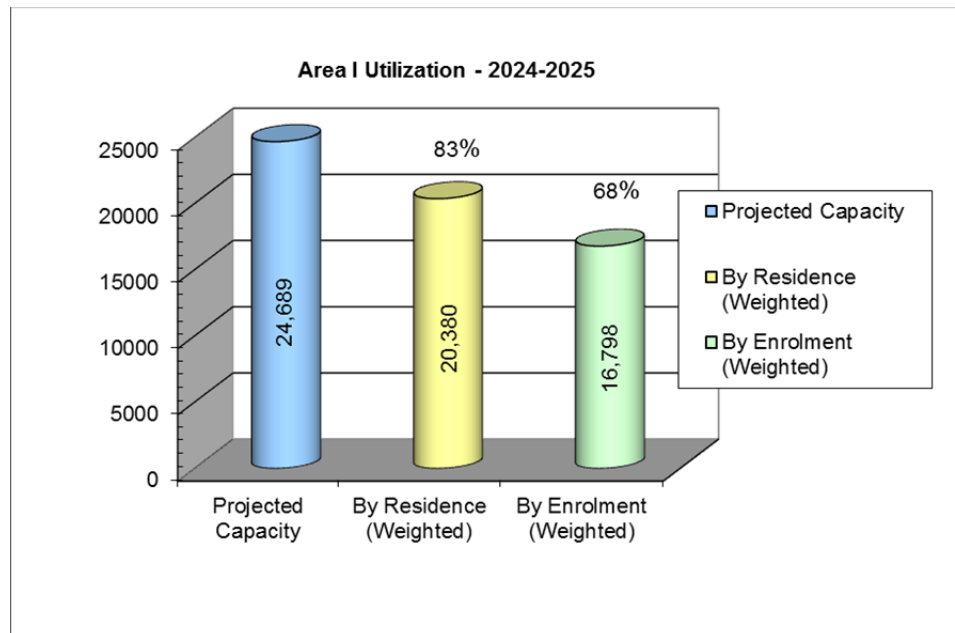 Area I Utilization - 2024-2025
25000
20000
15000
10000
5000
0
83%
68%
24,689
20,380
16,798
Projected
Capacity
By Residence
(Weighted)
By Enrolment
(Weighted)
Projected Capacity
By Residence
(Weighted)
By Enrolment
(Weighted)